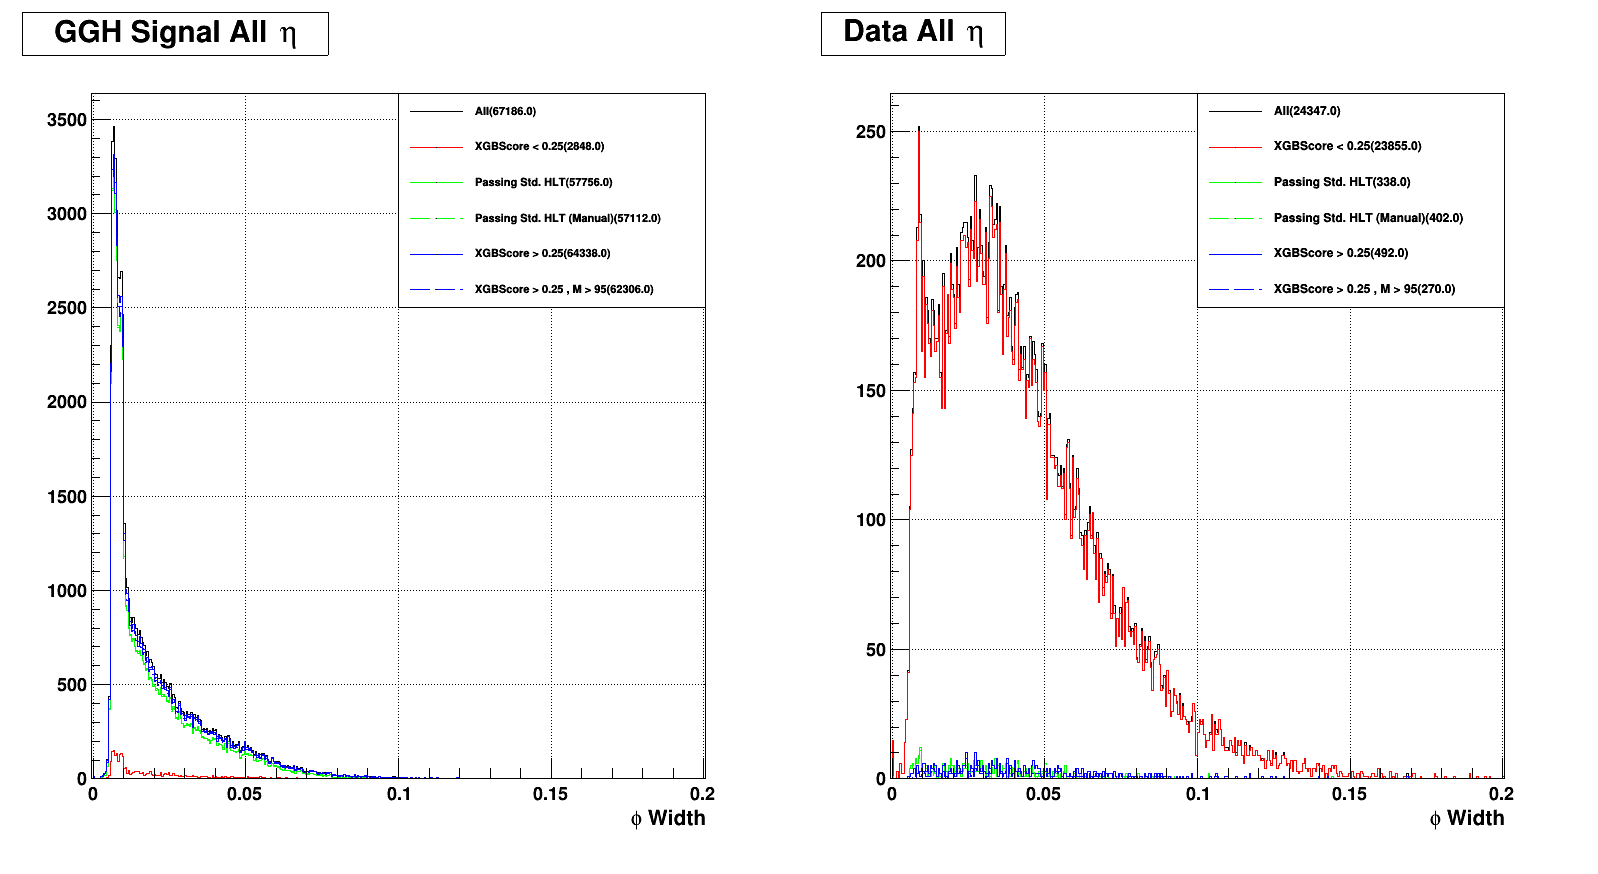 GGH Signal All η
3500
3000
2500
2000
1500
1000
500
0
0
0.05
0.1
0.15
0.2
ϕ Width
All(67186.0)
XGBScore < 0.25(2848.0)
Passing Std. HLT(57756.0)
Passing Std. HLT (Manual)(57112.0)
XGBScore > 0.25(64338.0)
XGBScore > 0.25 , M > 95(62306.0)
Data All η
250
200
150
100
50
0
0
0.05
0.1
0.15
0.2
ϕ Width
All(24347.0)
XGBScore < 0.25(23855.0)
Passing Std. HLT(338.0)
Passing Std. HLT (Manual)(402.0)
XGBScore > 0.25(492.0)
XGBScore > 0.25 , M > 95(270.0)